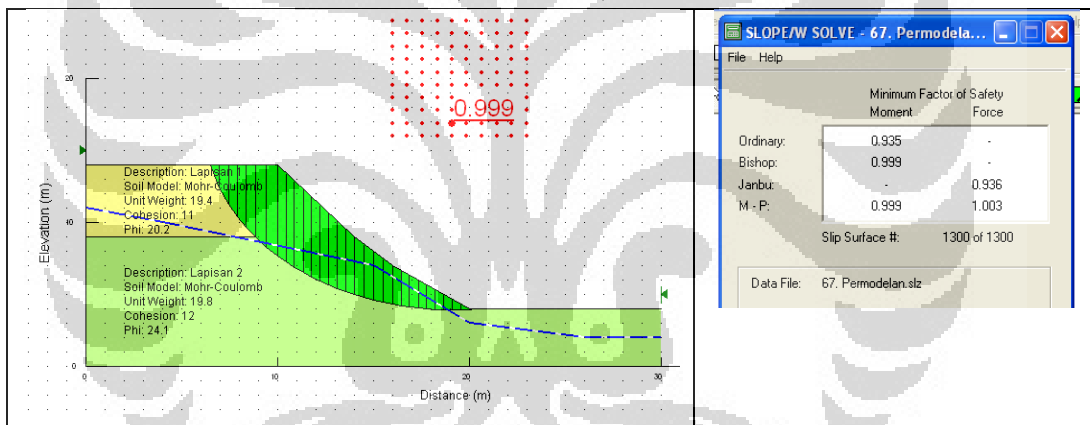 0.999
20
10
0
Elevation (m)
Description: Lapisan 1
Soil Model: Mohr-Coulomb
Unit Weight: 19.4
Cohesion: 11
Phi: 20.2
Description: Lapisan 2
Soil Model: Mohr-Coulomb
Unit Weight: 19.8
Cohesion: 12
Phi: 24.1
0 10 20 30
Distance (m)
SLOPE/W SOLVE - 67. Permodela...
File Help
Minimum Factor of Safety
Moment Force
Ordinary: 0.935 -
Bishop: 0.999 -
Janbu: - 0.936
M - P: 0.999 1.003
Slip Surface #: 1300 of 1300
Data File: 67. Permodelan.slz